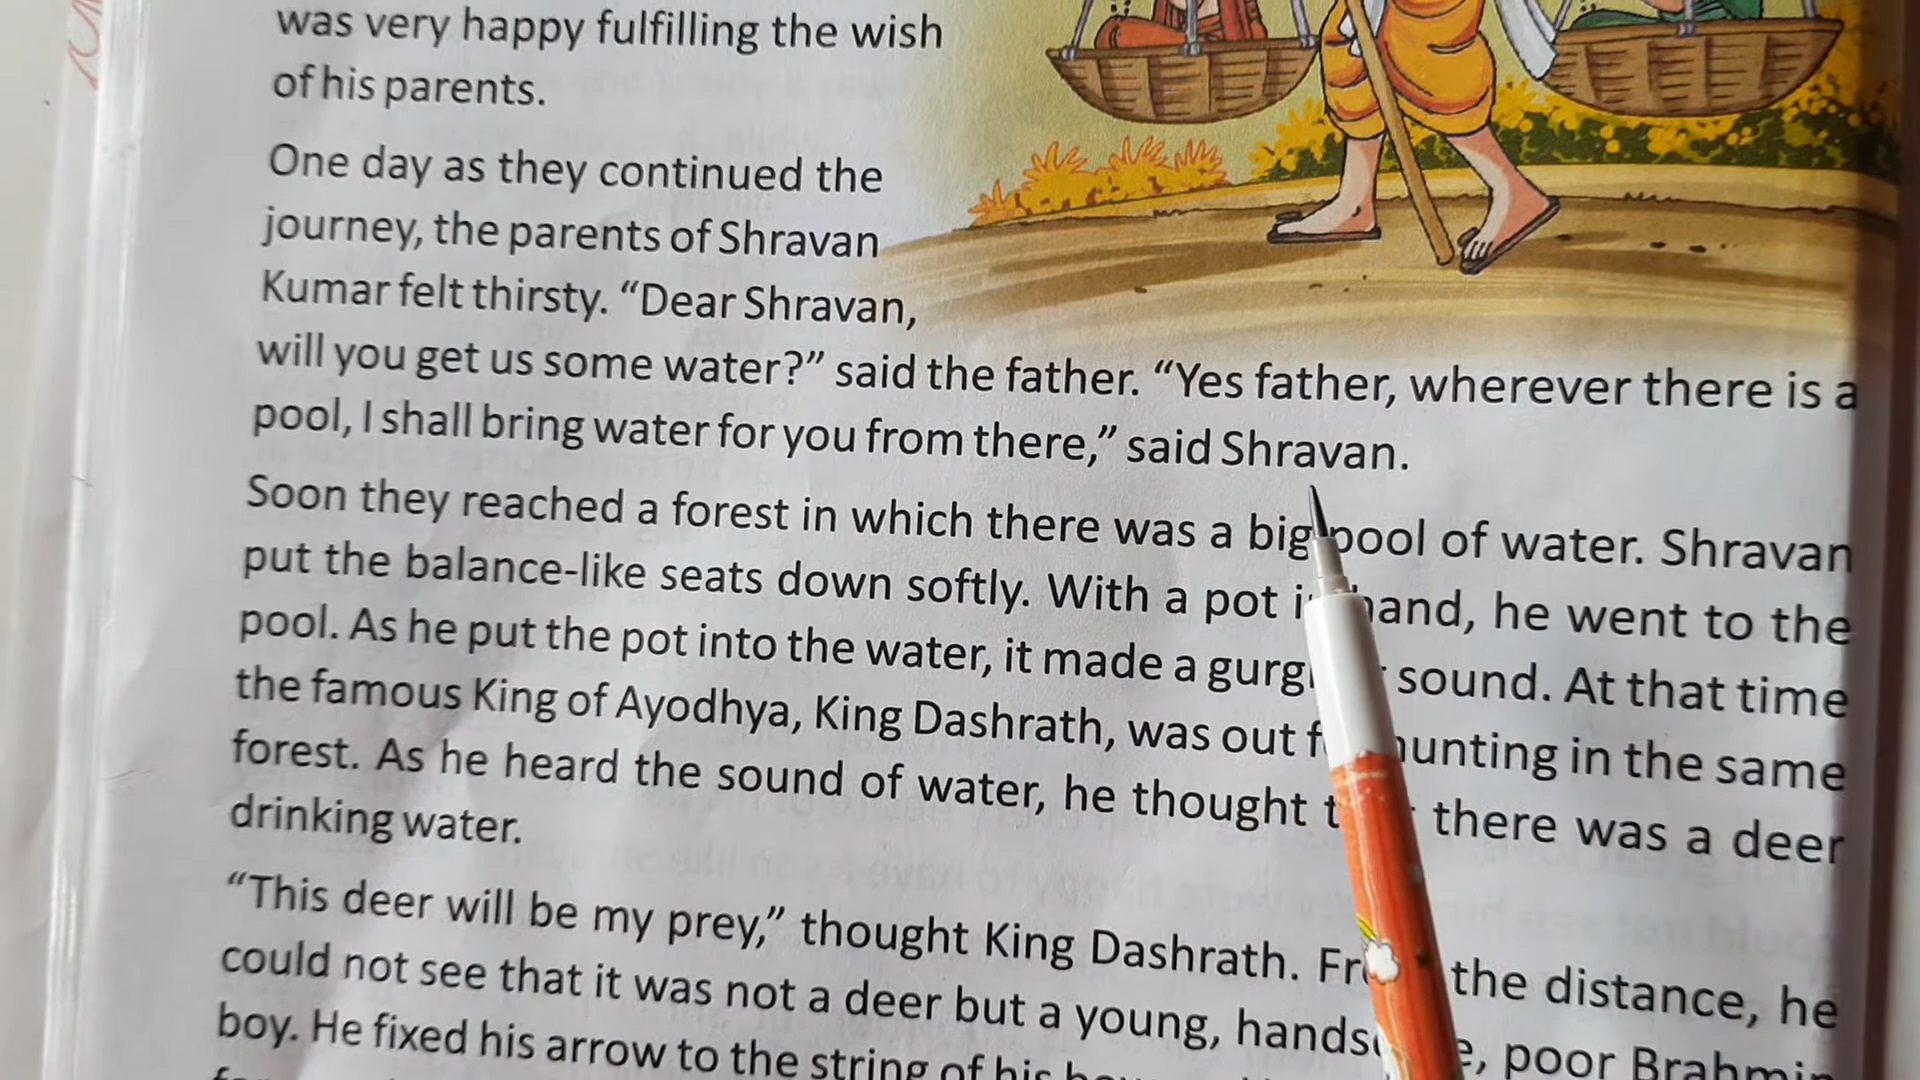 was very happy fulfilling the wish
of his parents.
One day as they continued the
journey, the parents of Shravan
Kumar felt thirsty. “Dear Shravan,
will you get us some water?” said the father. “Yes father, wherever there is a
pool, I shall bring water for you from there,” said Shravan.
Soon they reached a forest in which there was a big pool of water. Shravan
put the balance-like seats down softly. With a pot in hand, he went to the
pool. As he put the pot into the water, it made a sound. At that time
the famous King of Ayodhya, King Dashrath, was out for hunting in the same
forest. As he heard the sound of water, he thought that there was a deer
drinking water.
“This deer will be my prey,” thought King Dashrath. From the distance, he
could not see that it was not a deer but a young, handsome, poor Brahmin
boy. He fixed his arrow to the string of his